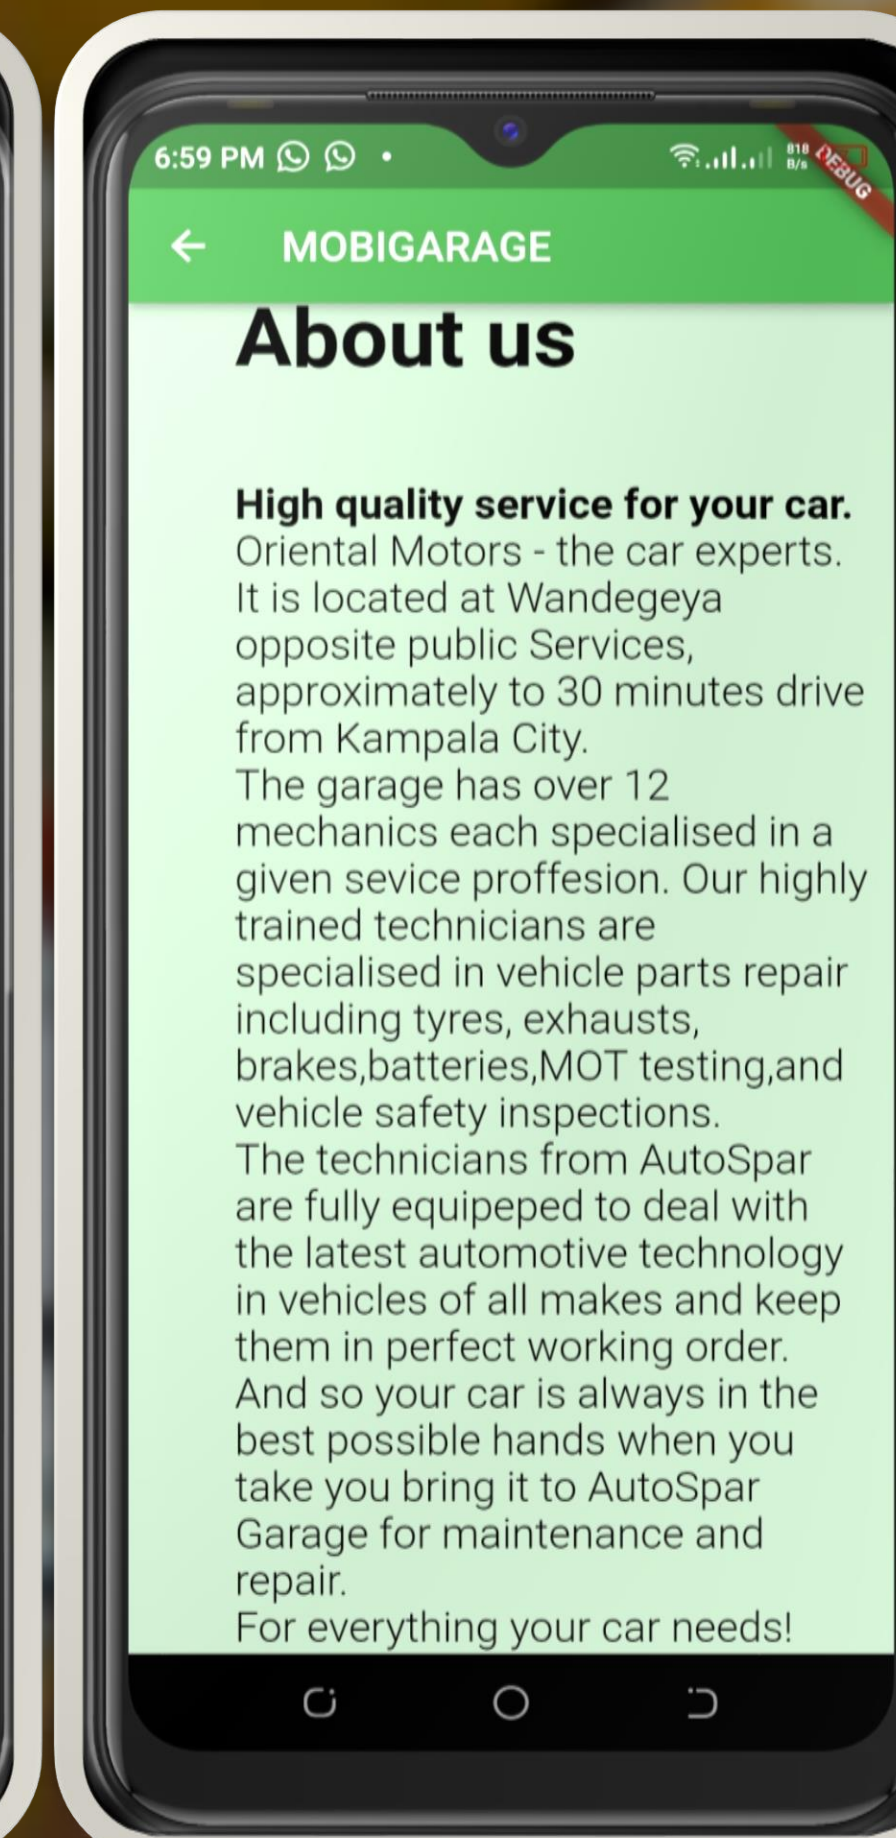 6:59 PM
818
B/s
DEBUG
MOBIGARAGE
About us
High quality service for your car.
Oriental Motors - the car experts.
It is located at Wandegeya
opposite public Services,
approximately to 30 minutes drive
from Kampala City.
The garage has over 12
mechanics each specialised in a
given sevice proffesion. Our highly
trained technicians are
specialised in vehicle parts repair
including tyres, exhausts,
brakes,batteries,MOT testing,and
vehicle safety inspections.
The technicians from AutoSpar
are fully equipeped to deal with
the latest automotive technology
in vehicles of all makes and keep
them in perfect working order.
And so your car is always in the
best possible hands when you
take you bring it to AutoSpar
Garage for maintenance and
repair.
For everything your car needs!